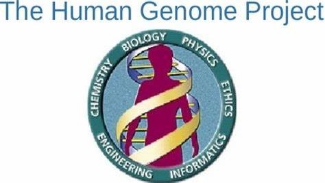 The Human Genome Project
CHEMISTRY BIOLOGY PHYSICS ETHICS
ENGINEERING INFORMATICS